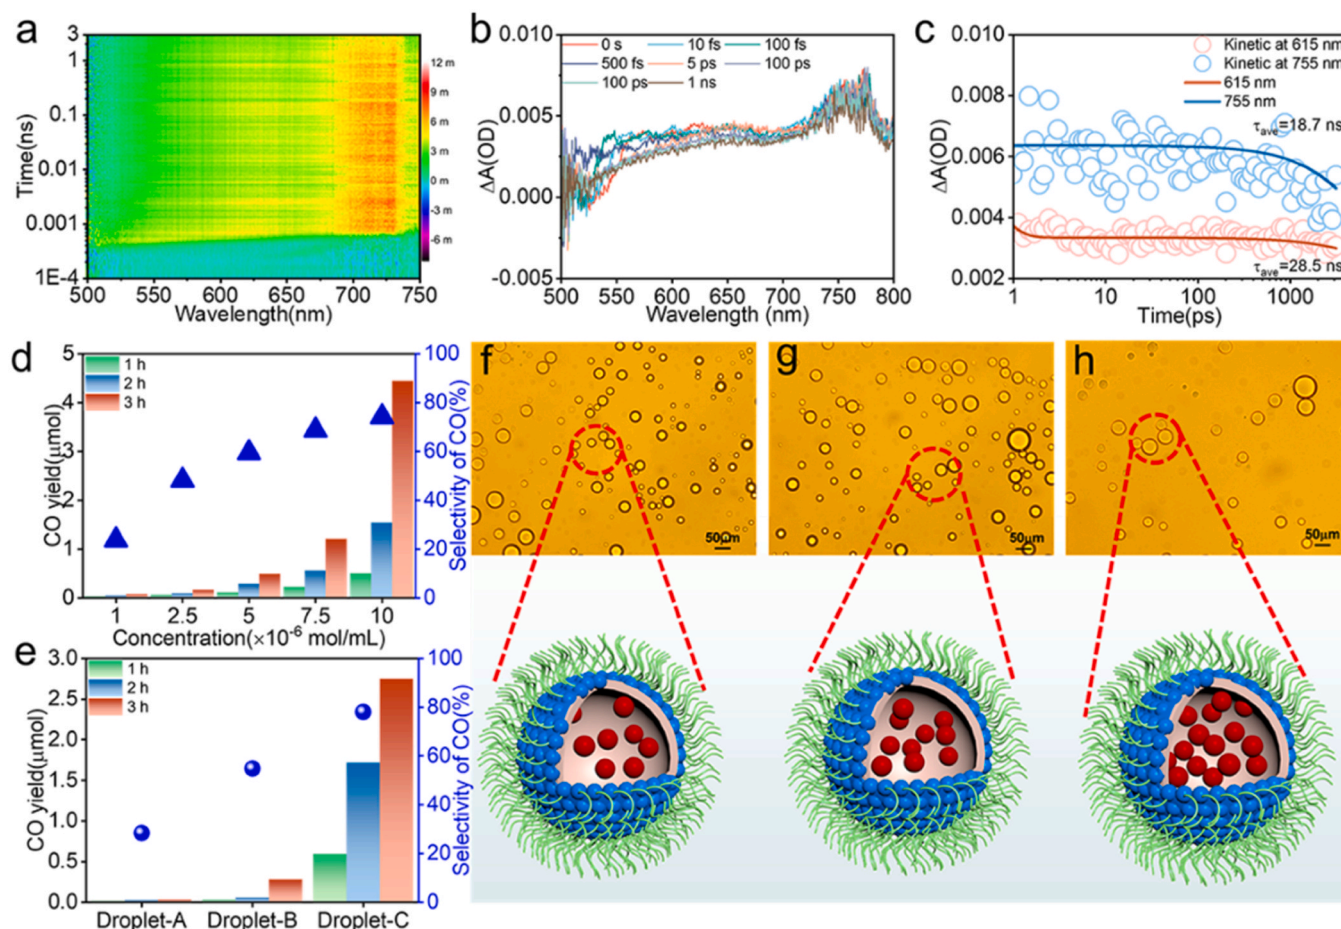 a
3
1
0.1
0.01
0.001
1E-4
Time(ns)
500 550 600 650 700 750
Wavelength(nm)
12 m
9 m
6 m
3 m
0
-3 m
-6 m
b
0.010
0.005
0.000
-0.005
ΔA(OD)
0 s 10 fs 100 fs
500 fs 5 ps 100 ps
100 ps 1 ns
500 550 600 650 700 750 800
Wavelength (nm)
c
0.010
0.008
0.006
0.004
0.002
ΔA(OD)
Kinetic at 615 nm
Kinetic at 755 nm
615 nm
755 nm
τave=18.7 ns
τave=28.5 ns
1 10 100 1000
Time(ps)
d
5
4
3
2
1
0
CO yield(μmol)
1 h
2 h
3 h
100
80
60
40
20
0
Selectivity of CO(%)
1 2.5 5 7.5 10
Concentration(×10-6 mol/mL)
e
3.0
2.5
2.0
1.5
1.0
0.5
0.0
CO yield(μmol)
1 h
2 h
3 h
100
80
60
40
20
0
Selectivity of CO(%)
Droplet-A Droplet-B Droplet-C
f
50μm
g
50μm
h
50μm